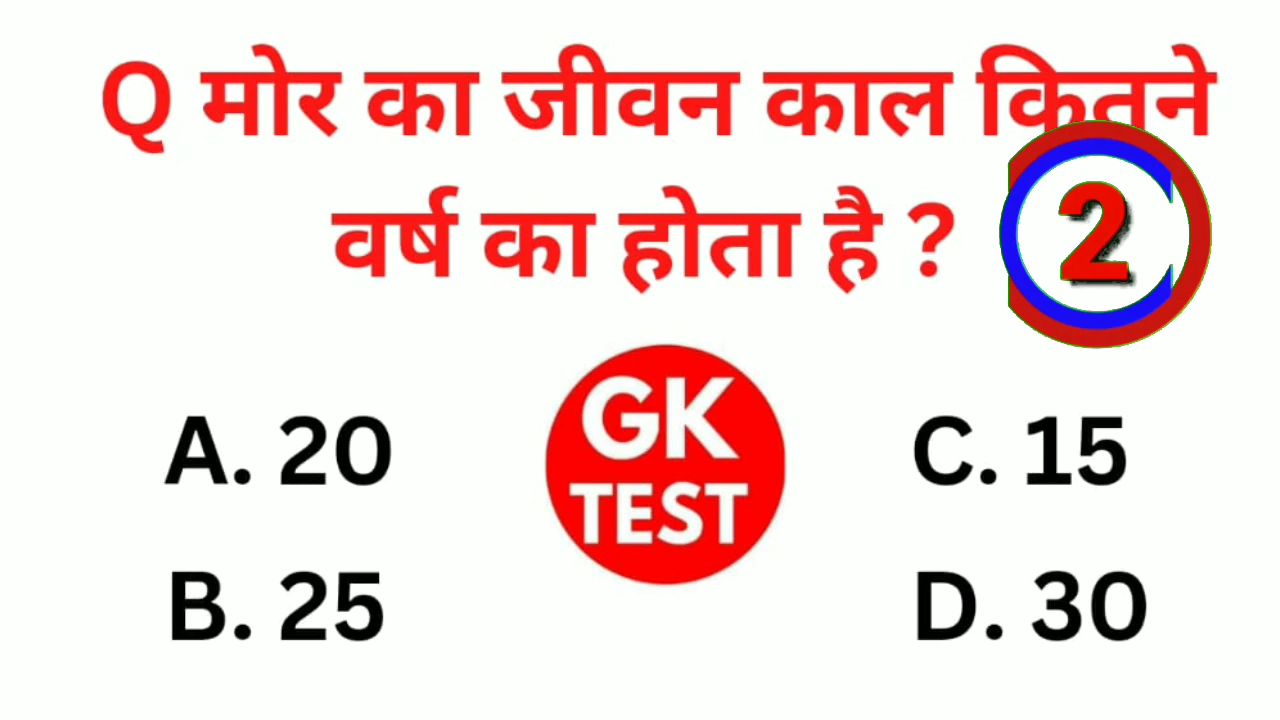 Q मोर का जीवन काल कितने
वर्ष का होता है ?
2
GK
TEST
A. 20
C. 15
B. 25
D. 30